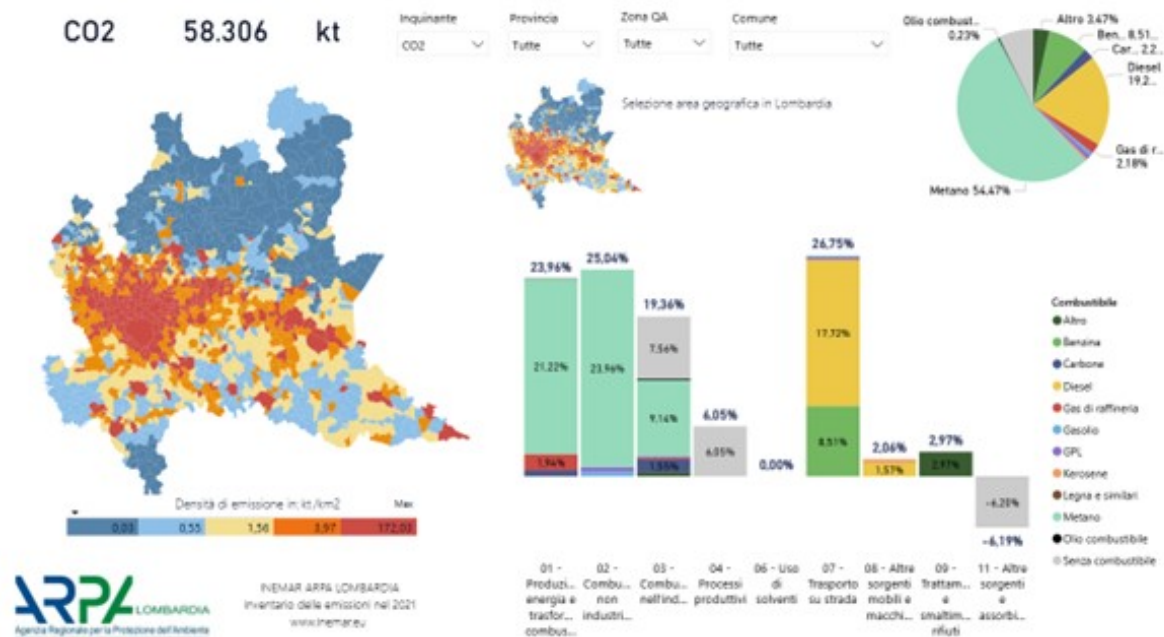 CO2 58.306 kt
Inquinante Provincia Zona QA Comune
CO2 Tutte Tutte Tutte
Selezione area geografica in Lombardia
Olio combust...
0.23%
Altro 3.47%
Ben... 8.51...
Car... 2.2...
Diesel
19.2...
Gas di r...
2.18%
Metano 54.47%
23,96%
21,22%
1,94%
25,04%
23,96%
19,36%
7,56%
9,14%
1,55%
6,05%
6,05%
0,00%
26,75%
17,72%
8,51%
2,06%
1,57%
2,97%
2,97%
-6,20%
-6,19%
01 -
Produzi...
energia e
trasfor...
combus...
02 -
Combu...
non
industri...
03 -
Combu...
nell'ind...
04 -
Processi
produttivi
06 - Uso
di
solventi
07 -
Trasporto
su strada
08 - Altre
sorgenti
mobili e
macchi...
09 -
Trattam...
e
smaltim...
rifiuti
11 - Altre
sorgenti
e
assorbi...
Combustibile
Altro
Benzina
Carbone
Diesel
Gas di raffineria
Gasolio
GPL
Kerosene
Legna e similari
Metano
Olio combustibile
Senza combustibile
Densità di emissione in: kt/km2 Max
0,03 0,55 1,56 3,97 172,03
ARPA LOMBARDIA
Agenzia Regionale per la Protezione dell'Ambiente
INEMAR ARPA LOMBARDIA
Inventario delle emissioni nel 2021
www.inemar.eu